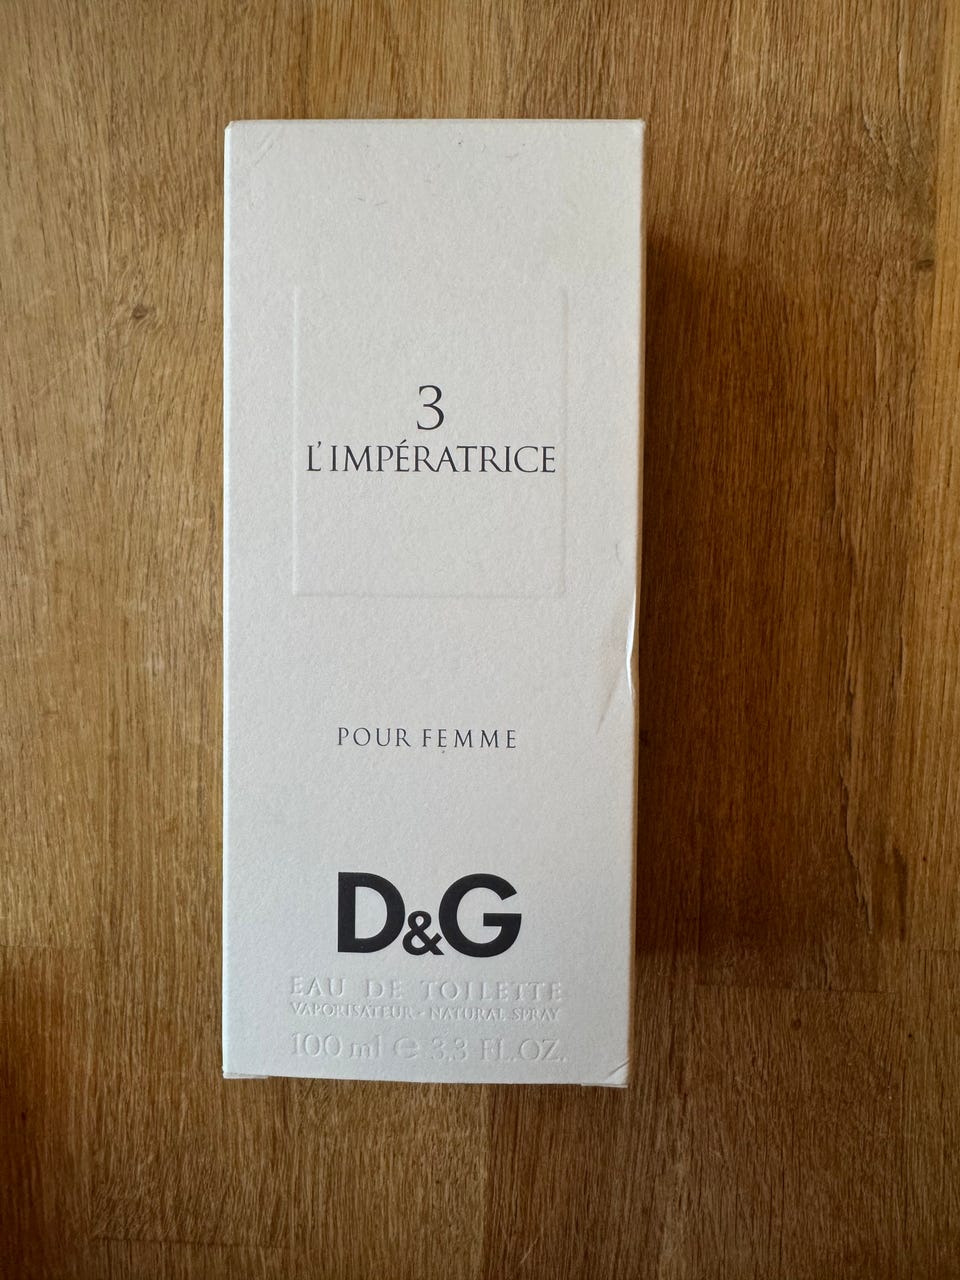 3
L'IMPÉRATRICE
POUR FEMME
D&G
EAU DE TOILETTE
VAPORISATEUR - NATURAL SPRAY
100 ml ℮ 3.3 FL.OZ.